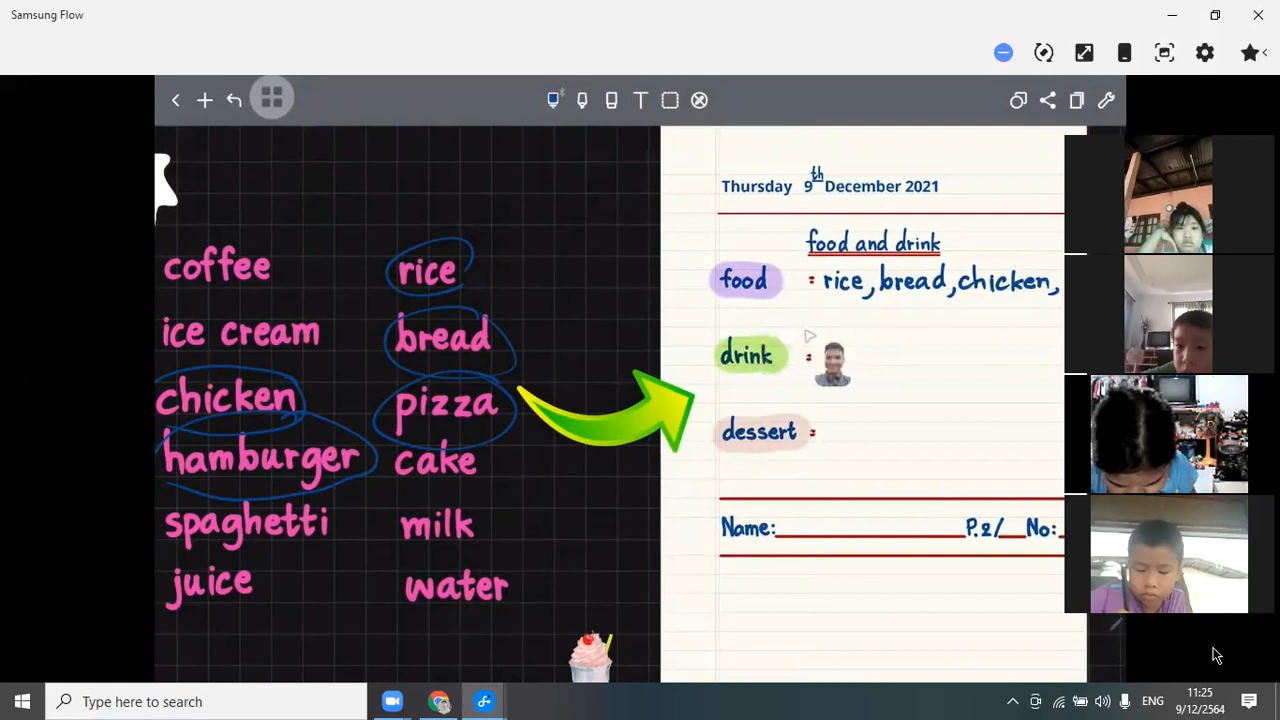 Samsung Flow
Thursday 9th December 2021
food and drink
food = rice, bread, chicken,
drink =
dessert =
Name: P.2/ No:
coffee
ice cream
chicken
hamburger
spaghetti
juice
rice
bread
pizza
cake
milk
water
Type here to search
ENG
11:25
9/12/2564